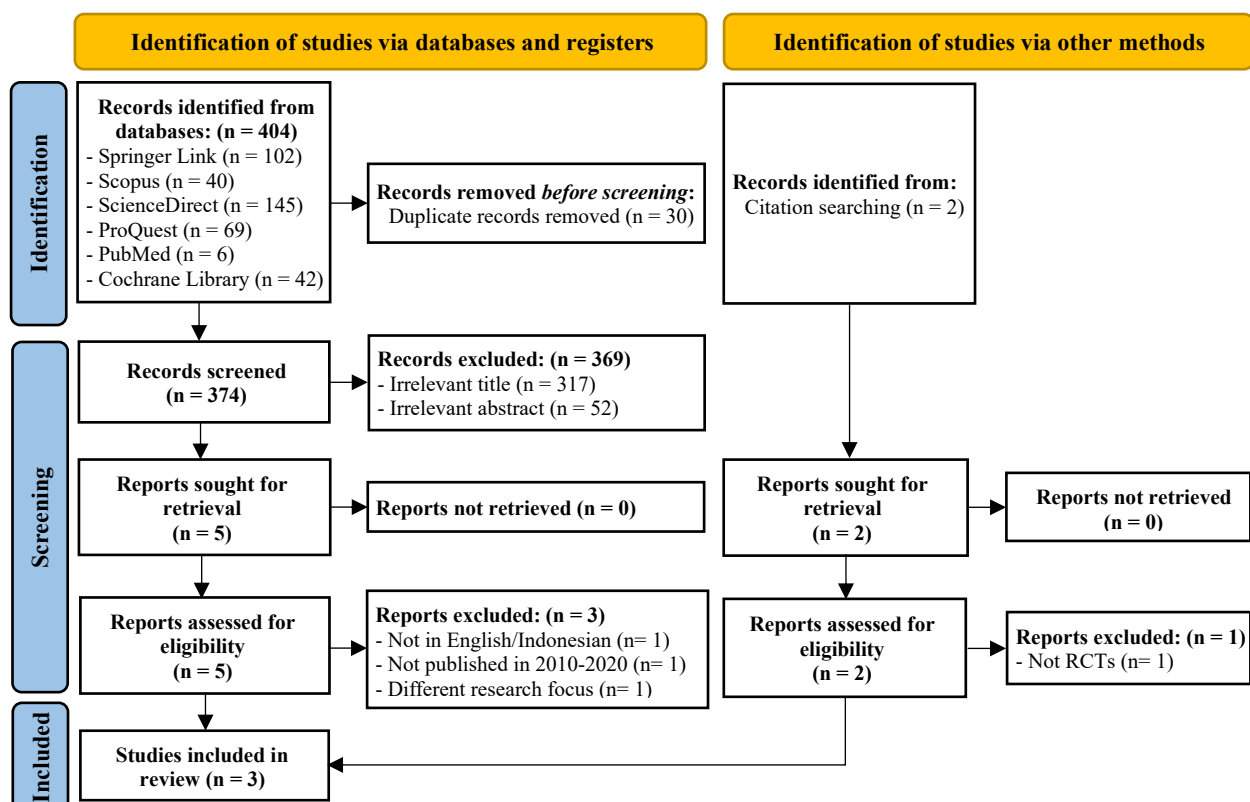 Identification of studies via databases and registers
Identification of studies via other methods
Identification
Records identified from
databases: (n = 404)
- Springer Link (n = 102)
- Scopus (n = 40)
- ScienceDirect (n = 145)
- ProQuest (n = 69)
- PubMed (n = 6)
- Cochrane Library (n = 42)
Records removed before screening:
Duplicate records removed (n = 30)
Records identified from:
Citation searching (n = 2)
Screening
Records screened
(n = 374)
Records excluded: (n = 369)
- Irrelevant title (n = 317)
- Irrelevant abstract (n = 52)
Reports sought for
retrieval
(n = 5)
Reports not retrieved (n = 0)
Reports sought for
retrieval
(n = 2)
Reports not retrieved
(n = 0)
Reports assessed for
eligibility
(n = 5)
Reports excluded: (n = 3)
- Not in English/Indonesian (n= 1)
- Not published in 2010-2020 (n= 1)
- Different research focus (n= 1)
Reports assessed for
eligibility
(n = 2)
Reports excluded: (n = 1)
- Not RCTs (n= 1)
Included
Studies included in
review (n = 3)